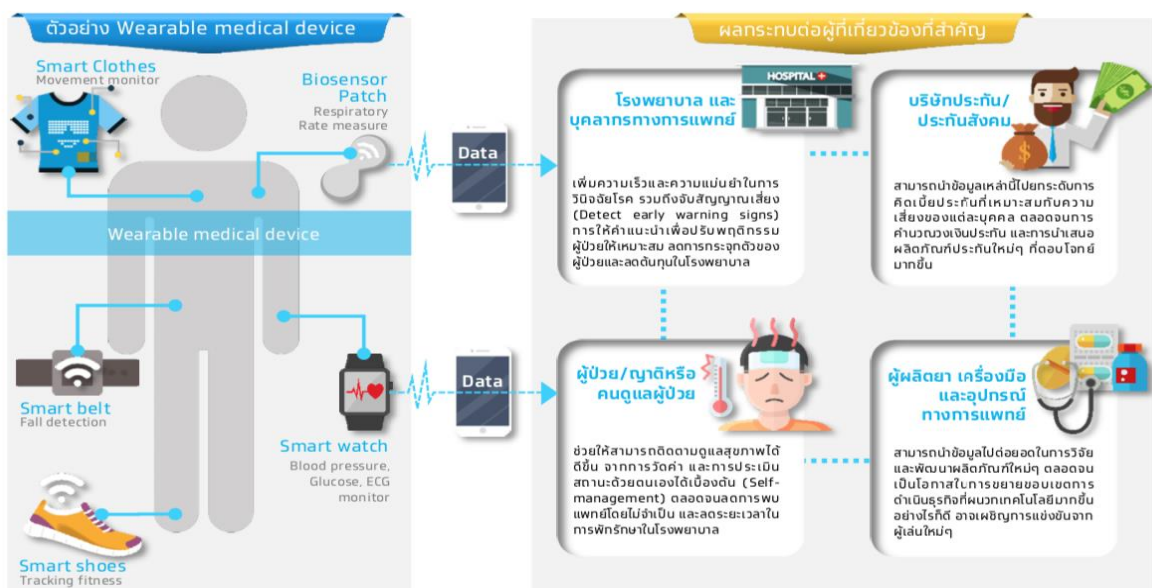 ตัวอย่าง Wearable medical device
Smart Clothes
Movement monitor
Biosensor
Patch
Respiratory
Rate measure
Data
Wearable medical device
Smart belt
Fall detection
Smart watch
Blood pressure,
Glucose, ECG
monitor
Data
Smart shoes
Tracking fitness
ผลกระทบต่อผู้ที่เกี่ยวข้องที่สำคัญ
HOSPITAL
โรงพยาบาล และ
บุคลากรทางการแพทย์
เพิ่มความเร็วและความแม่นยำในการ
วินิจฉัยโรค รวมถึงจับสัญญาณเสี่ยง
(Detect early warning signs)
การให้คำแนะนำเพื่อปรับพฤติกรรม
ผู้ป่วยให้เหมาะสม ลดการกระจุกตัวของ
ผู้ป่วยและลดต้นทุนในโรงพยาบาล
บริษัทประกัน/
ประกันสังคม
สามารถนำข้อมูลเหล่านี้ไปยกระดับการ
คิดเบี้ยประกันที่เหมาะสมกับความ
เสี่ยงของแต่ละบุคคล ตลอดจนการ
คำนวณวงเงินประกัน และการนำเสนอ
ผลิตภัณฑ์ประกันใหม่ๆ ที่ตอบโจทย์
มากขึ้น
ผู้ป่วย/ญาติหรือ
คนดูแลผู้ป่วย
ช่วยให้สามารถติดตามดูแลสุขภาพได้
ดีขึ้น จากการวัดค่า และการประเมิน
สถานะด้วยตนเองได้เบื้องต้น (Self-
management) ตลอดจนลดการพบ
แพทย์โดยไม่จำเป็น และลดระยะเวลาใน
การพักรักษาในโรงพยาบาล
ผู้ผลิตยา เครื่องมือ
และอุปกรณ์
ทางการแพทย์
สามารถนำข้อมูลไปต่อยอดในการวิจัย
และพัฒนาผลิตภัณฑ์ใหม่ๆ ตลอดจน
เป็นโอกาสในการขยายขอบเขตการ
ดำเนินธุรกิจที่ผนวกเทคโนโลยีมากขึ้น
อย่างไรก็ดี อาจเผชิญการแข่งขันจาก
ผู้เล่นใหม่ๆ